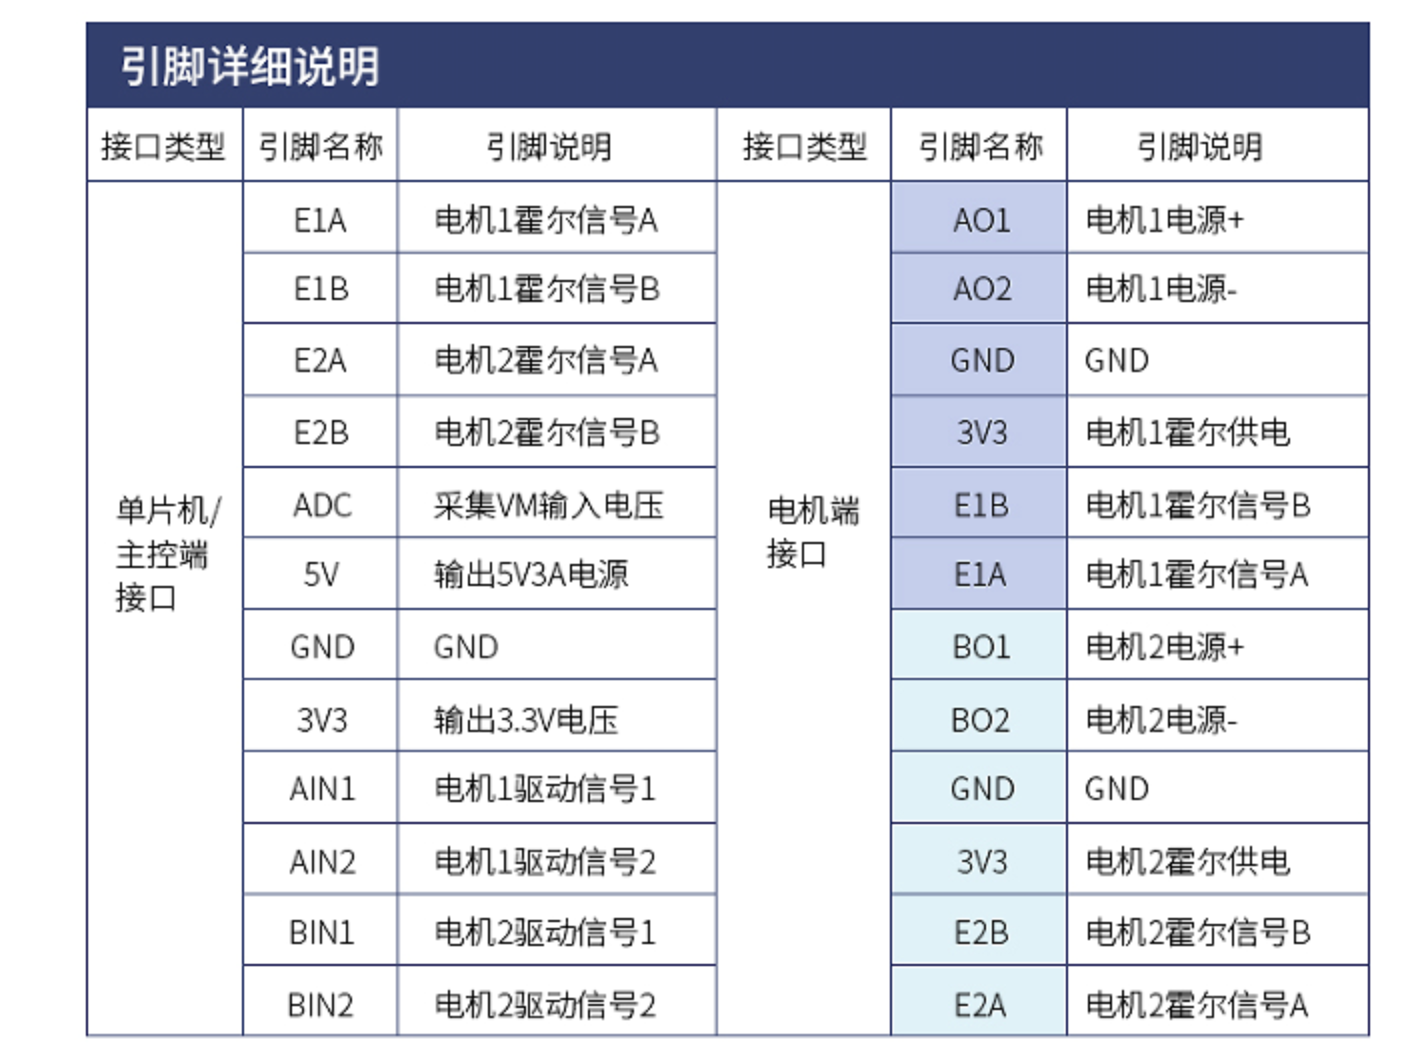 引脚详细说明
接口类型 引脚名称 引脚说明 接口类型 引脚名称 引脚说明
单片机/
主控端
接口
E1A 电机1霍尔信号A
E1B 电机1霍尔信号B
E2A 电机2霍尔信号A
E2B 电机2霍尔信号B
ADC 采集VM输入电压
5V 输出5V3A电源
GND GND
3V3 输出3.3V电压
AIN1 电机1驱动信号1
AIN2 电机1驱动信号2
BIN1 电机2驱动信号1
BIN2 电机2驱动信号2
电机端
接口
AO1 电机1电源+
AO2 电机1电源-
GND GND
3V3 电机1霍尔供电
E1B 电机1霍尔信号B
E1A 电机1霍尔信号A
BO1 电机2电源+
BO2 电机2电源-
GND GND
3V3 电机2霍尔供电
E2B 电机2霍尔信号B
E2A 电机2霍尔信号A